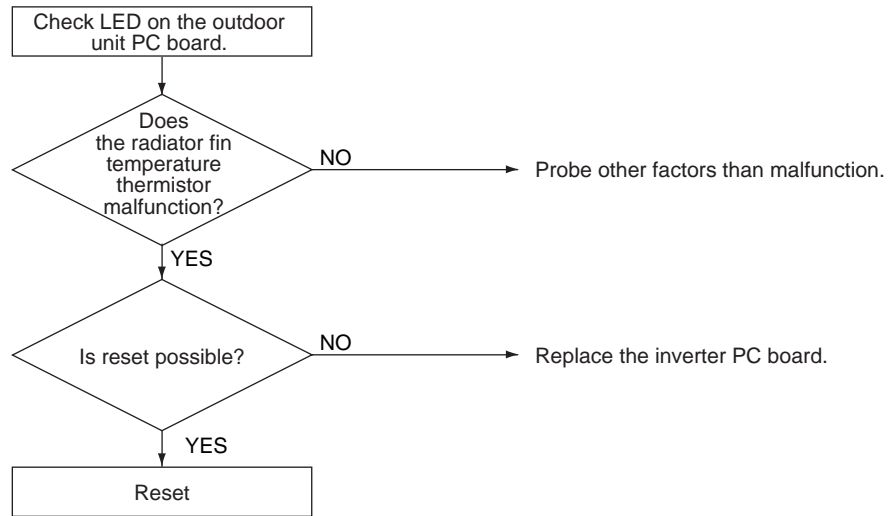 Check LED on the outdoor
unit PC board.
Does
the radiator fin
temperature
thermistor
malfunction?
NO
Probe other factors than malfunction.
YES
Is reset possible?
NO
Replace the inverter PC board.
YES
Reset